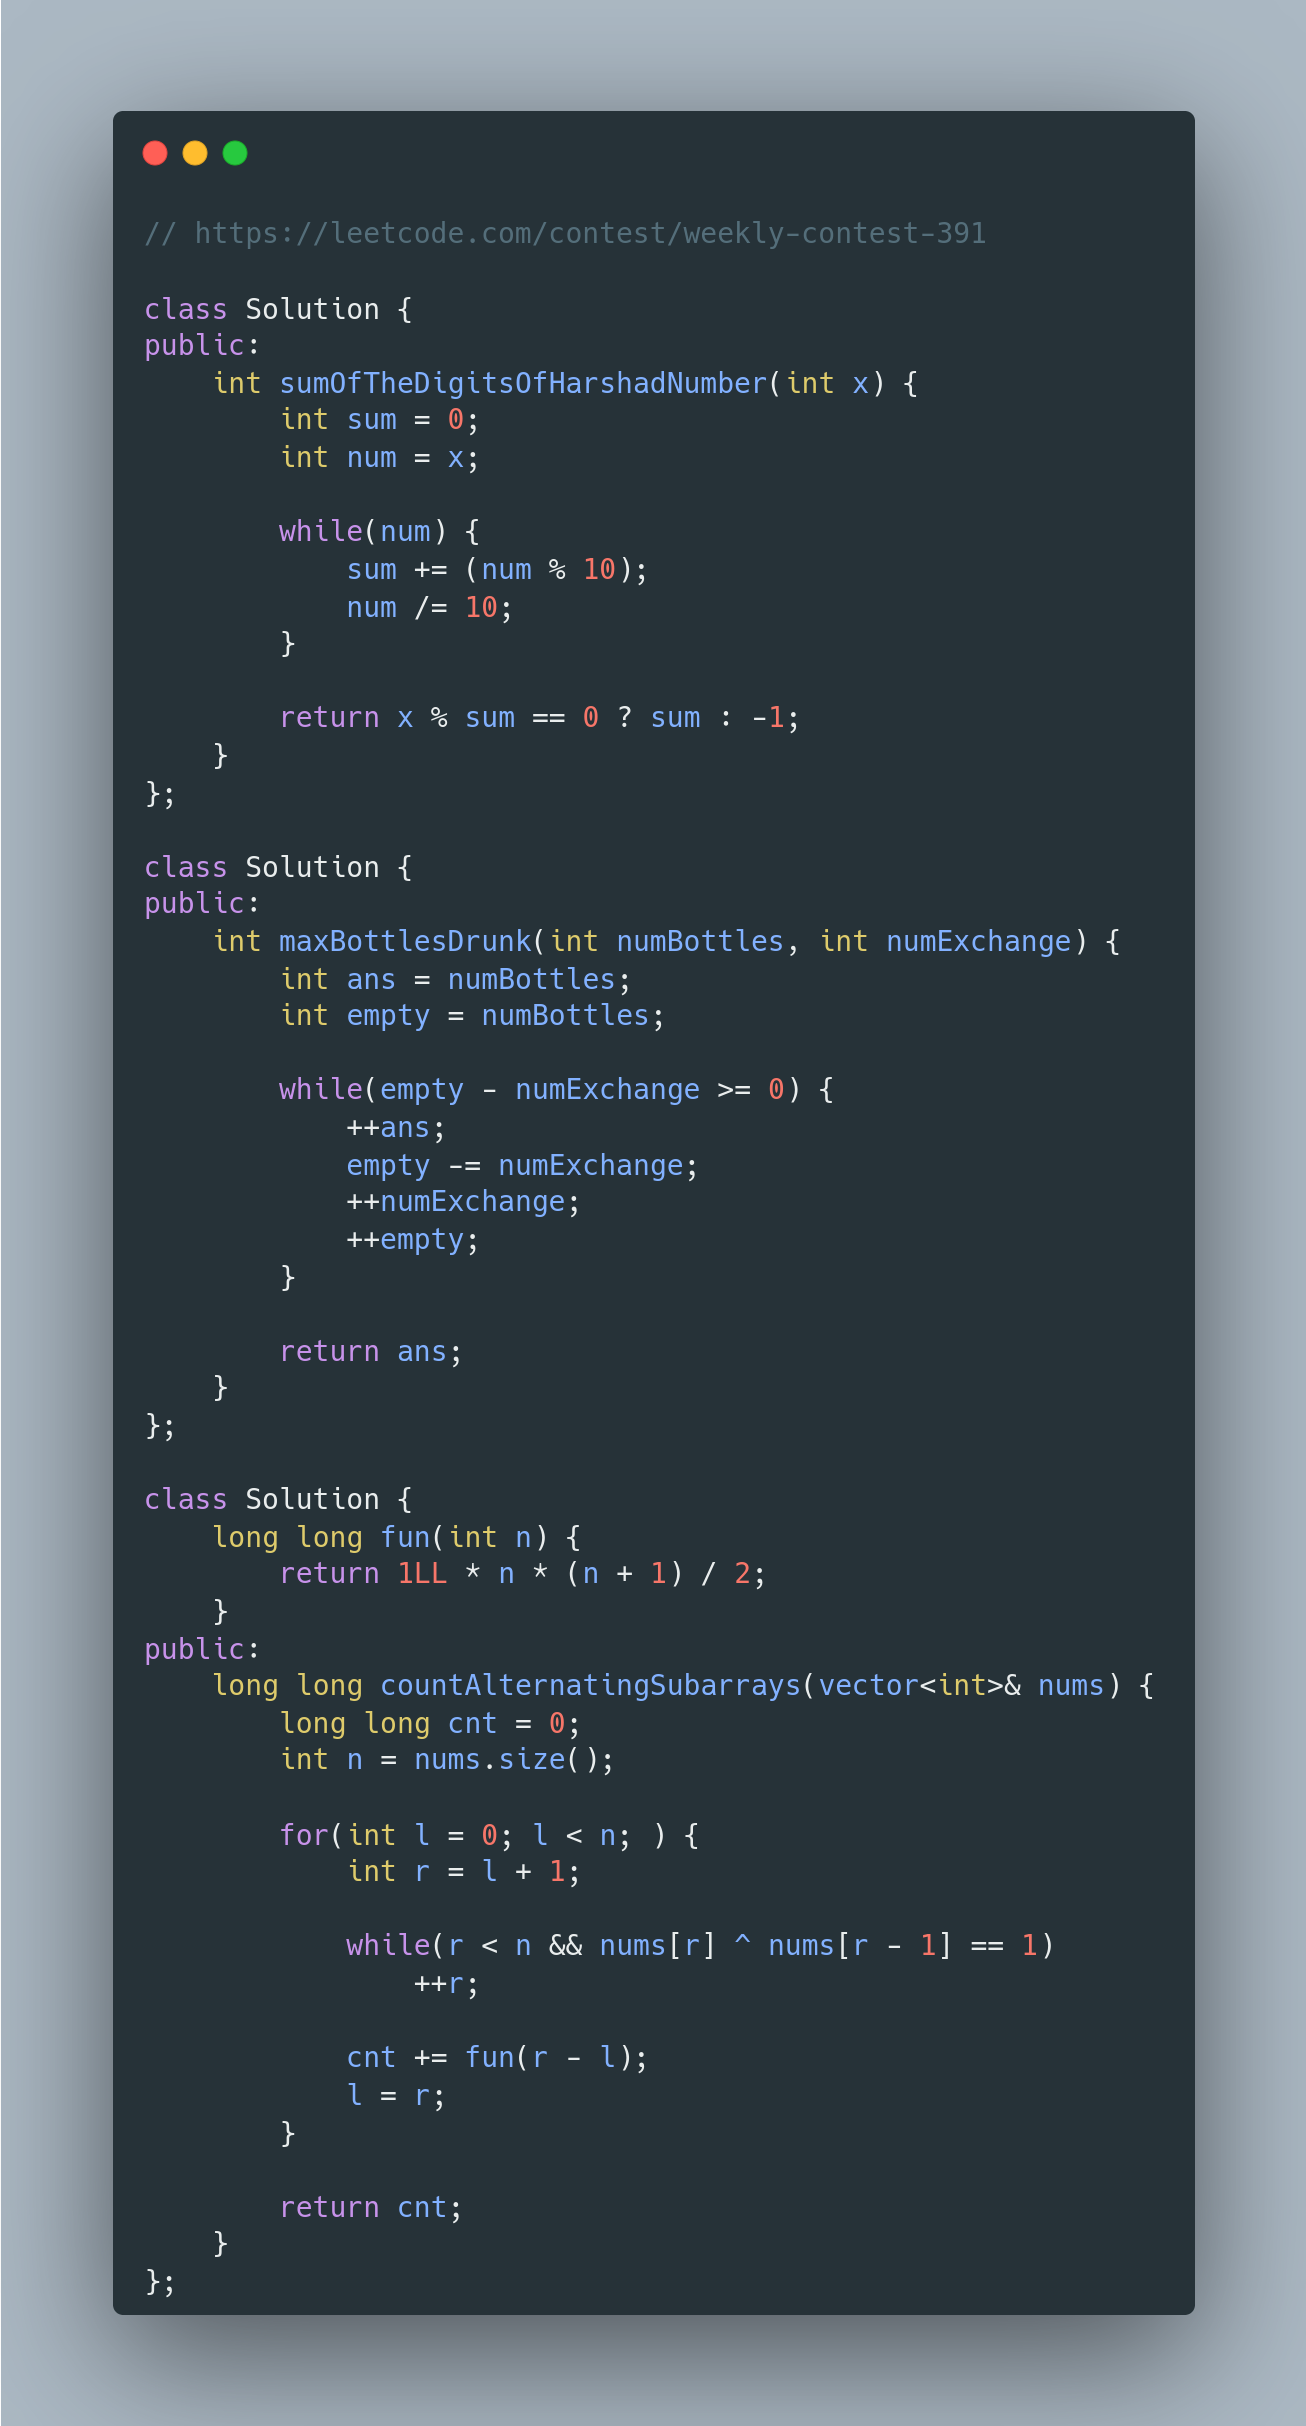 // https://leetcode.com/contest/weekly-contest-391

class Solution {
public:
    int sumOfTheDigitsOfHarshadNumber(int x) {
        int sum = 0;
        int num = x;

        while(num) {
            sum += (num % 10);
            num /= 10;
        }

        return x % sum == 0 ? sum : -1;
    }
};

class Solution {
public:
    int maxBottlesDrunk(int numBottles, int numExchange) {
        int ans = numBottles;
        int empty = numBottles;

        while(empty - numExchange >= 0) {
            ++ans;
            empty -= numExchange;
            ++numExchange;
            ++empty;
        }

        return ans;
    }
};

class Solution {
    long long fun(int n) {
        return 1LL * n * (n + 1) / 2;
    }
public:
    long long countAlternatingSubarrays(vector<int>& nums) {
        long long cnt = 0;
        int n = nums.size();

        for(int l = 0; l < n; ) {
            int r = l + 1;

            while(r < n && nums[r] ^ nums[r - 1] == 1)
                ++r;

            cnt += fun(r - l);
            l = r;
        }

        return cnt;
    }
};